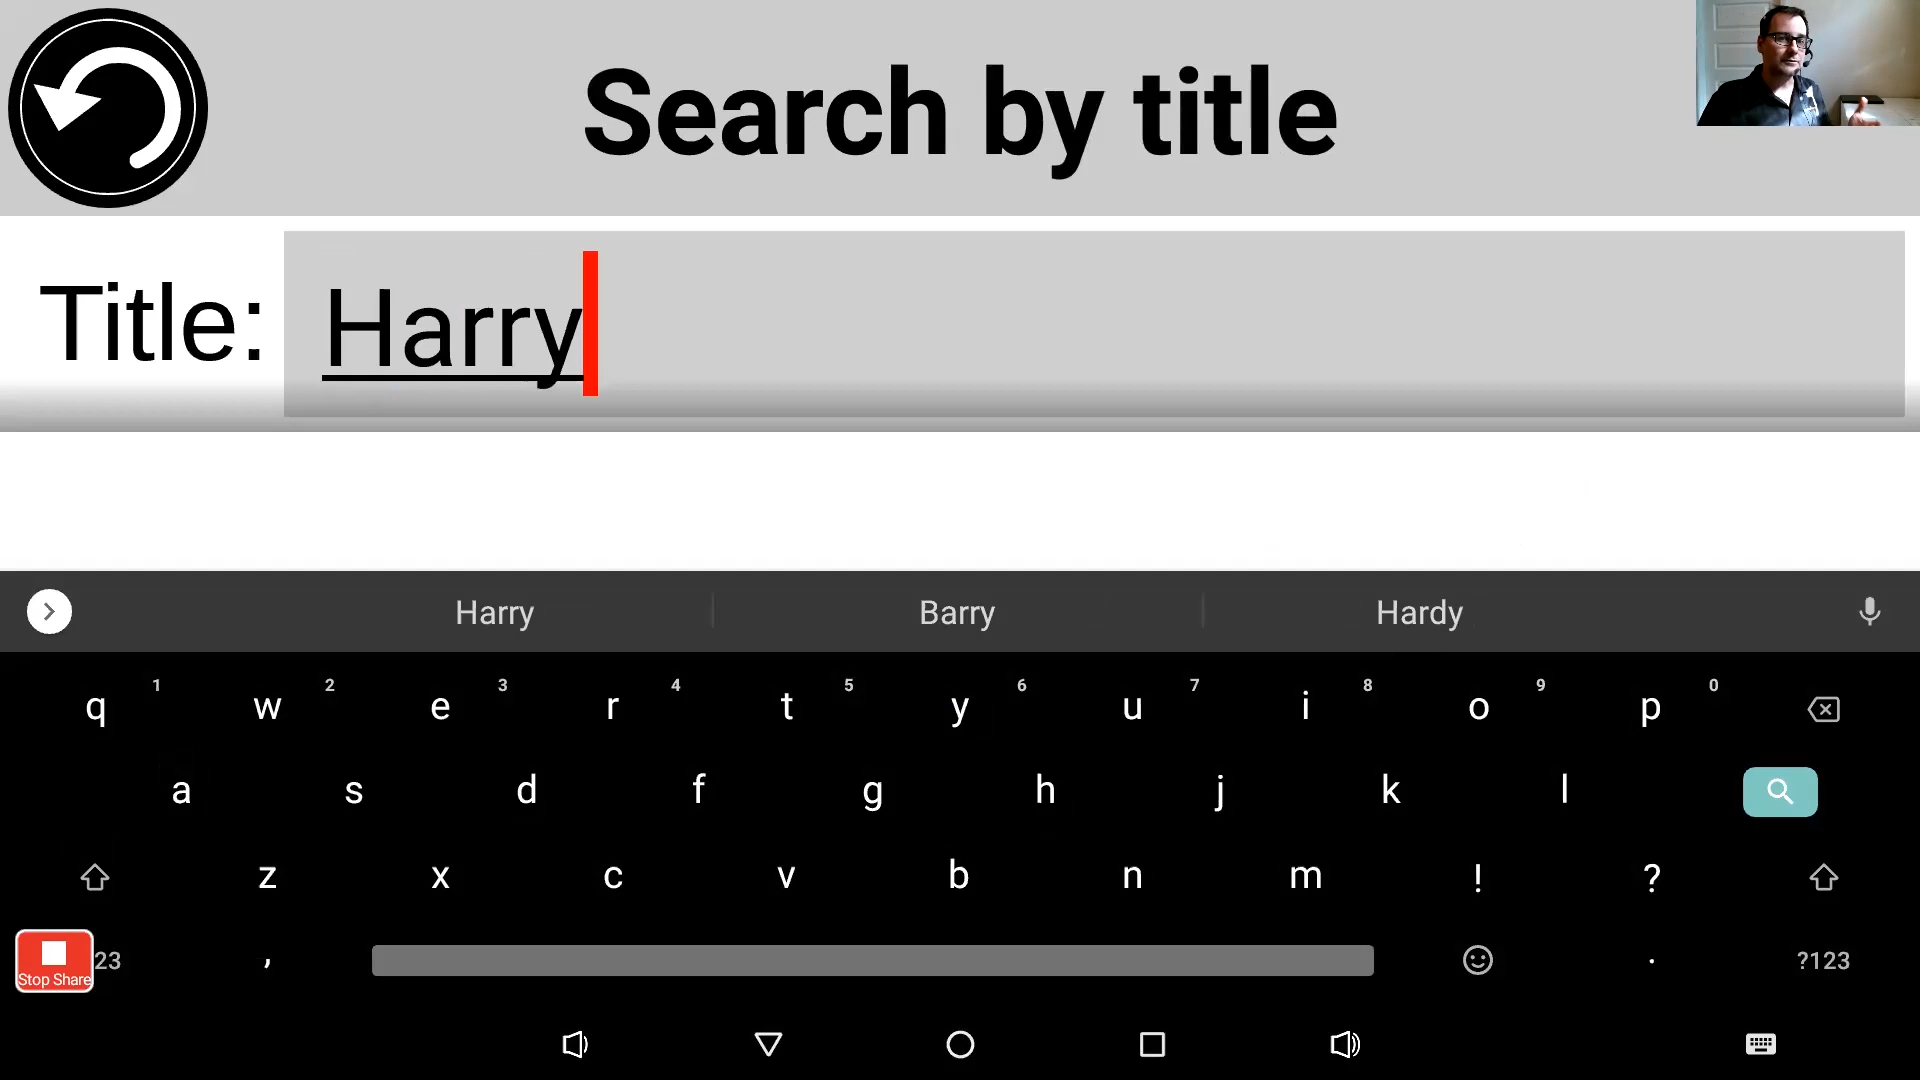 Search by title
Title: Harry
Harry Barry Hardy
q 1 w 2 e 3 r 4 t 5 y 6 u 7 i 8 o 9 p 0
a s d f g h j k l
z x c v b n m ! ?
23 , . ?123
Stop Share